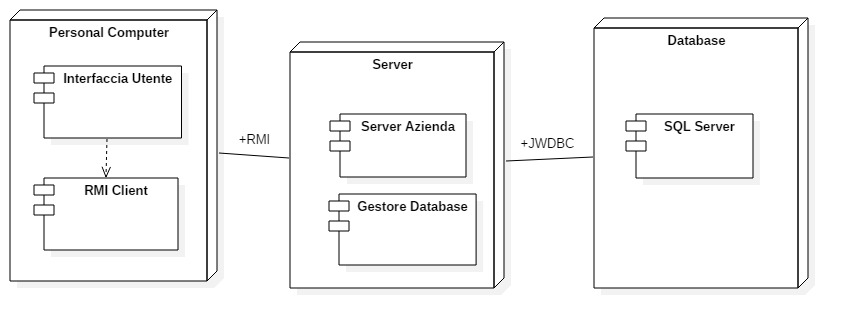 Personal Computer
Interfaccia Utente
RMI Client
+RMI
Server
Server Azienda
Gestore Database
+JWDBC
Database
SQL Server